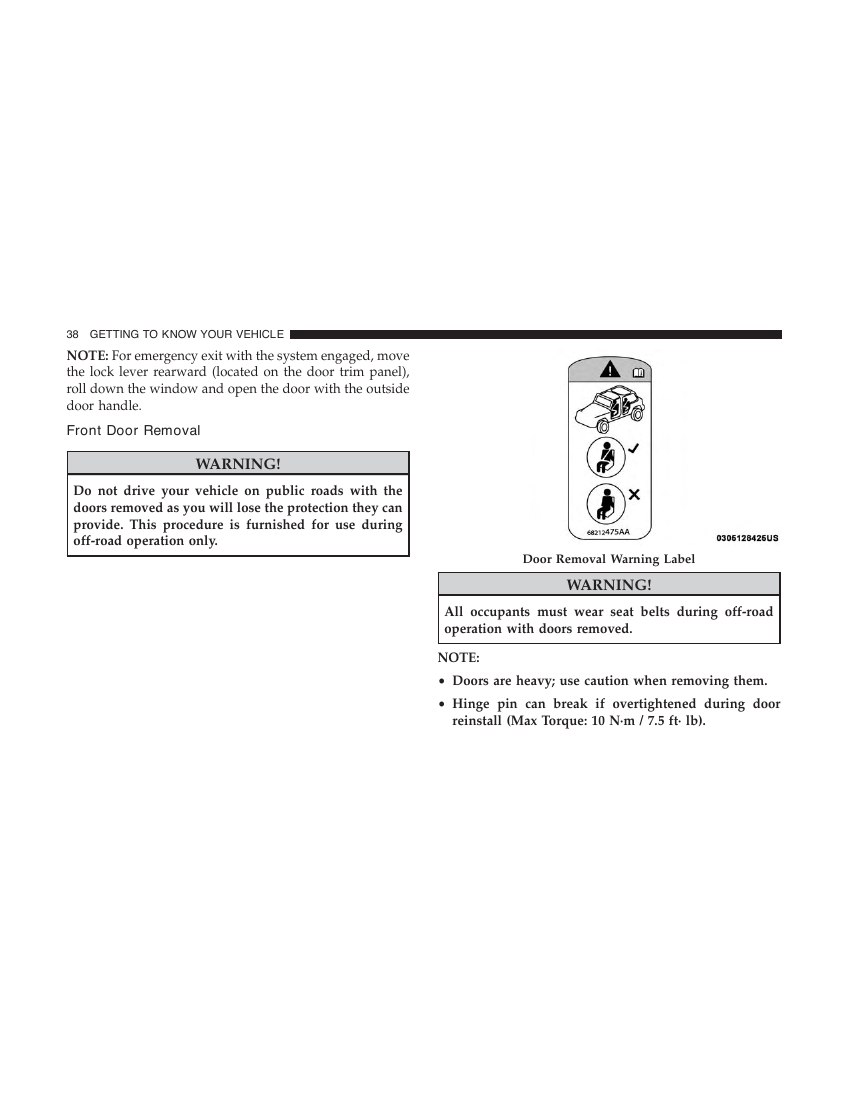 38 GETTING TO KNOW YOUR VEHICLE
NOTE: For emergency exit with the system engaged, move
the lock lever rearward (located on the door trim panel),
roll down the window and open the door with the outside
door handle.
Front Door Removal
WARNING!
Do not drive your vehicle on public roads with the
doors removed as you will lose the protection they can
provide. This procedure is furnished for use during
off-road operation only.
68212475AA
0305128425US
Door Removal Warning Label
WARNING!
All occupants must wear seat belts during off-road
operation with doors removed.
NOTE:
• Doors are heavy; use caution when removing them.
• Hinge pin can break if overtightened during door
reinstall (Max Torque: 10 N·m / 7.5 ft· lb).